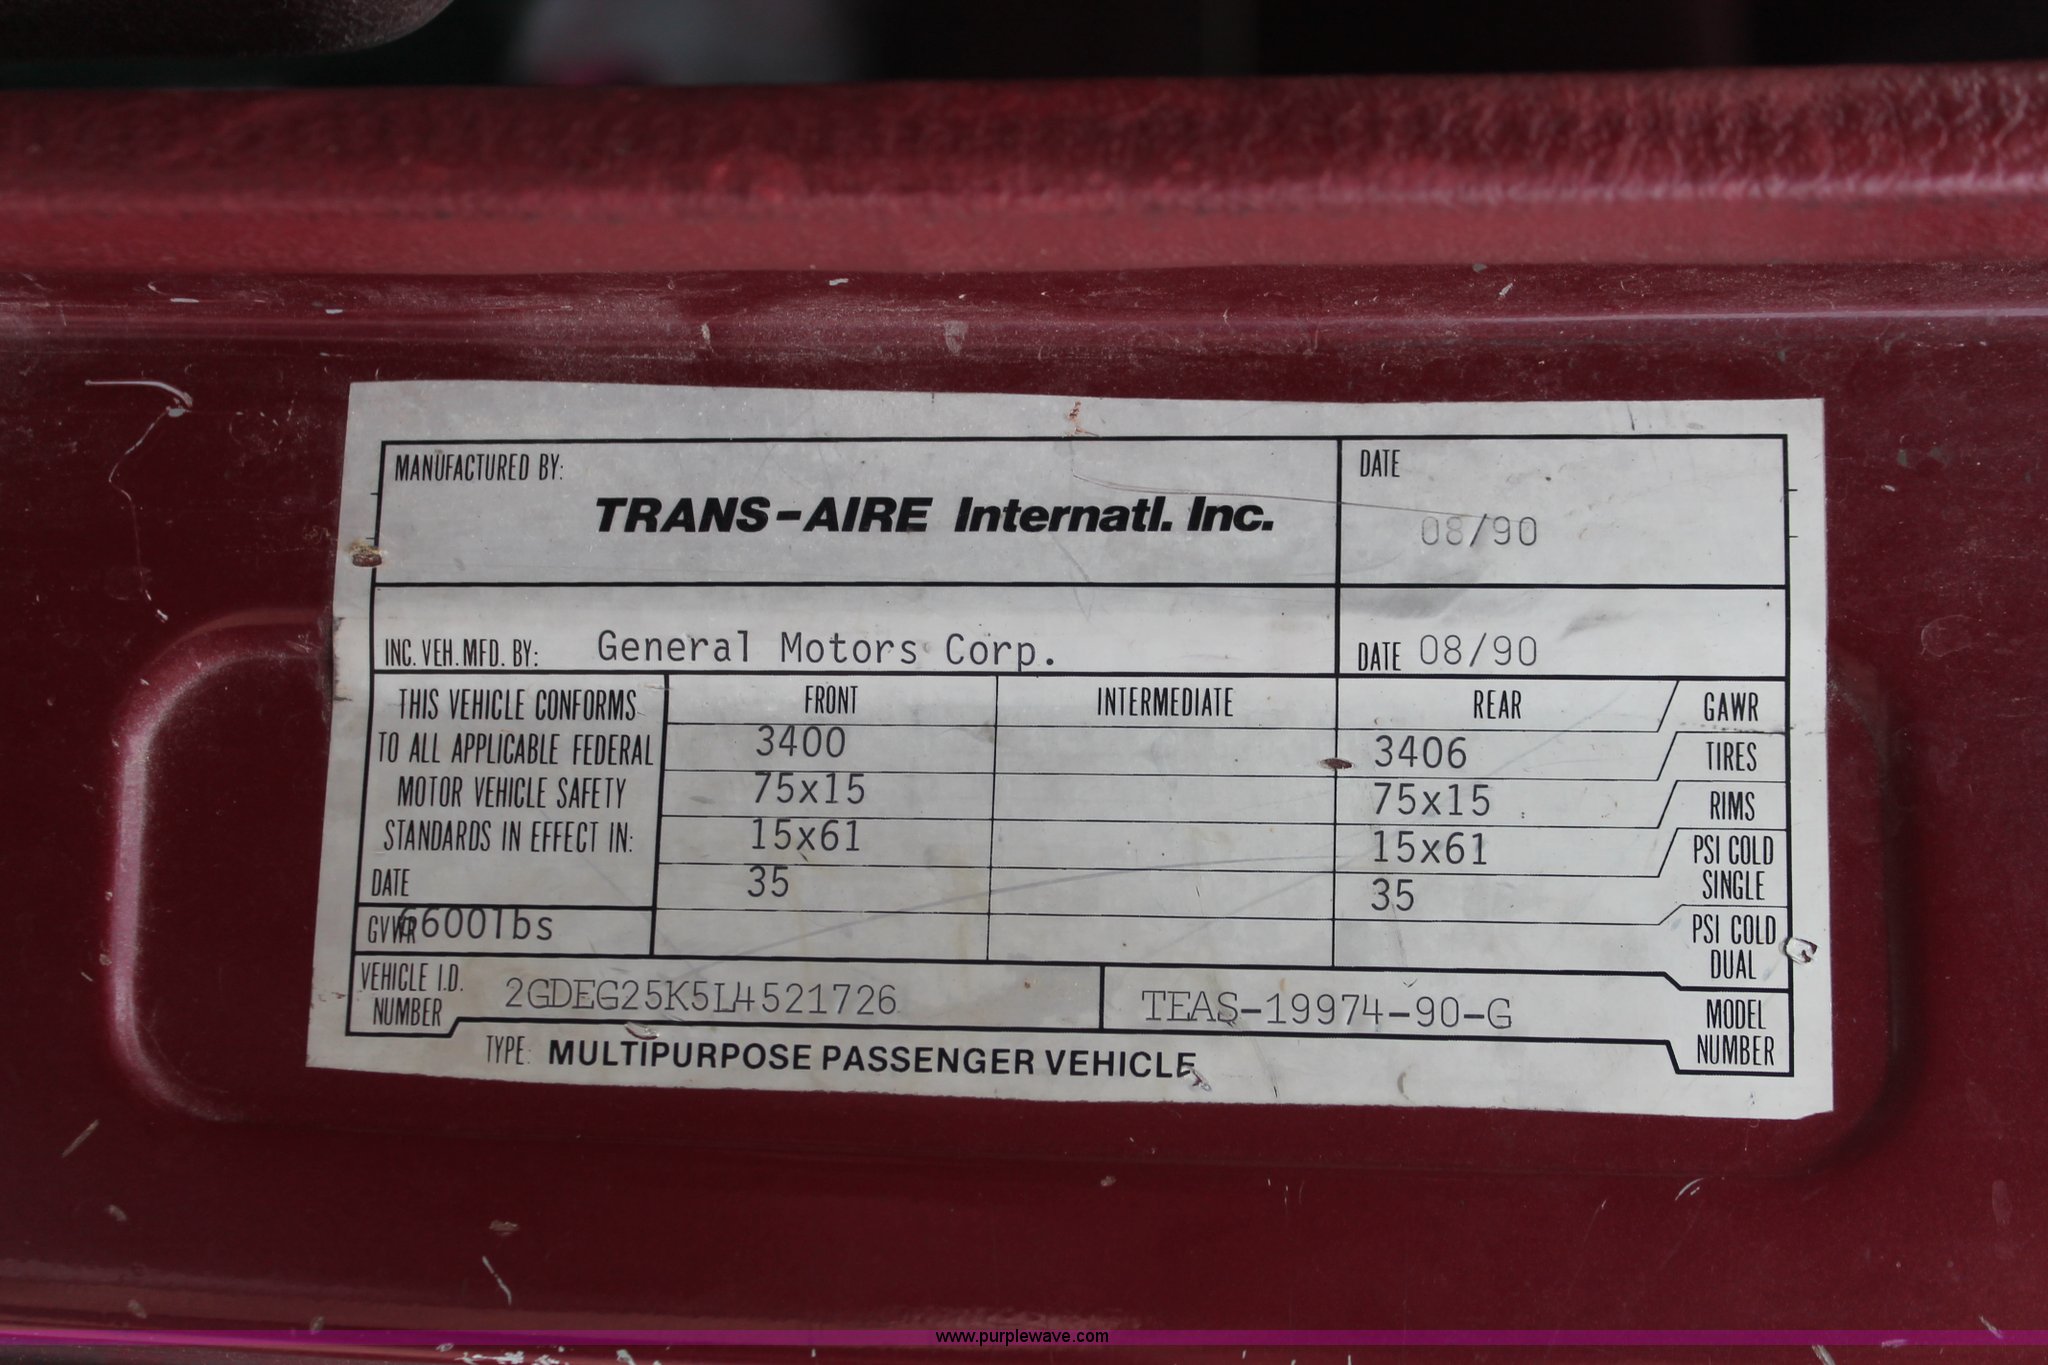 MANUFACTURED BY:
TRANS-AIRE Internatl. Inc.
DATE
08/90
INC. VEH. MFD. BY: General Motors Corp.
DATE 08/90
THIS VEHICLE CONFORMS
TO ALL APPLICABLE FEDERAL
MOTOR VEHICLE SAFETY
STANDARDS IN EFFECT IN:
DATE
FRONT INTERMEDIATE REAR GAWR
3400 3406 TIRES
75x15 75x15 RIMS
15x61 15x61 PSI COLD
SINGLE
35 35
PSI COLD
DUAL
GVWR 6600lbs
VEHICLE I.D.
NUMBER
2GDEG25K5L4521726
TEAS-19974-90-G
MODEL
NUMBER
TYPE: MULTIPURPOSE PASSENGER VEHICLE
www.purplewave.com